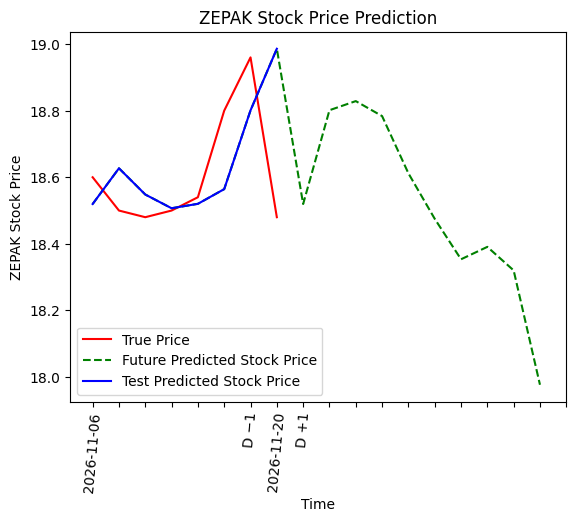 ZEPAK Stock Price Prediction
ZEPAK Stock Price
19.0
18.8
18.6
18.4
18.2
18.0
True Price
Future Predicted Stock Price
Test Predicted Stock Price
2026-11-06
D −1
2026-11-20
D +1
Time